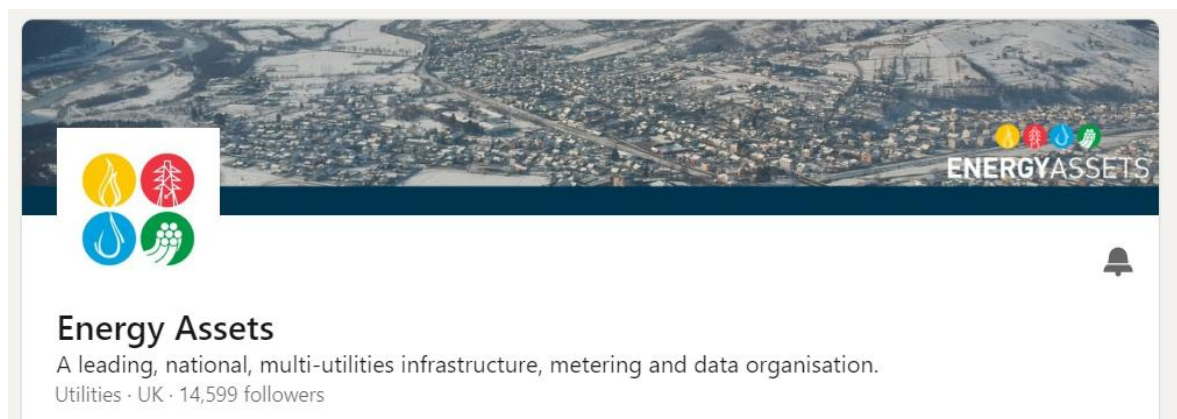 ENERGYASSETS
Energy Assets
A leading, national, multi-utilities infrastructure, metering and data organisation.
Utilities · UK · 14,599 followers